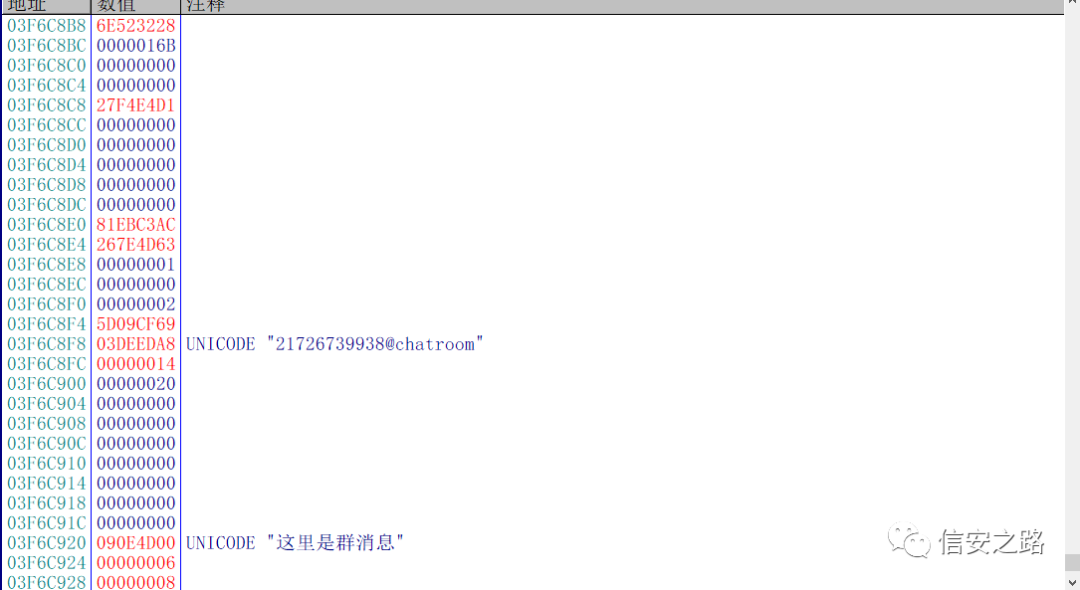 地址 数值 注释
03F6C8B8 6E523228
03F6C8BC 0000016B
03F6C8C0 00000000
03F6C8C4 00000000
03F6C8C8 27F4E4D1
03F6C8CC 00000000
03F6C8D0 00000000
03F6C8D4 00000000
03F6C8D8 00000000
03F6C8DC 00000000
03F6C8E0 81EBC3AC
03F6C8E4 267E4D63
03F6C8E8 00000001
03F6C8EC 00000000
03F6C8F0 00000002
03F6C8F4 5D09CF69
03F6C8F8 03DEEDA8 UNICODE "21726739938@chatroom"
03F6C8FC 00000014
03F6C900 00000020
03F6C904 00000000
03F6C908 00000000
03F6C90C 00000000
03F6C910 00000000
03F6C914 00000000
03F6C918 00000000
03F6C91C 00000000
03F6C920 090E4D00 UNICODE "这里是群消息"
03F6C924 00000006
03F6C928 00000008
信安之路